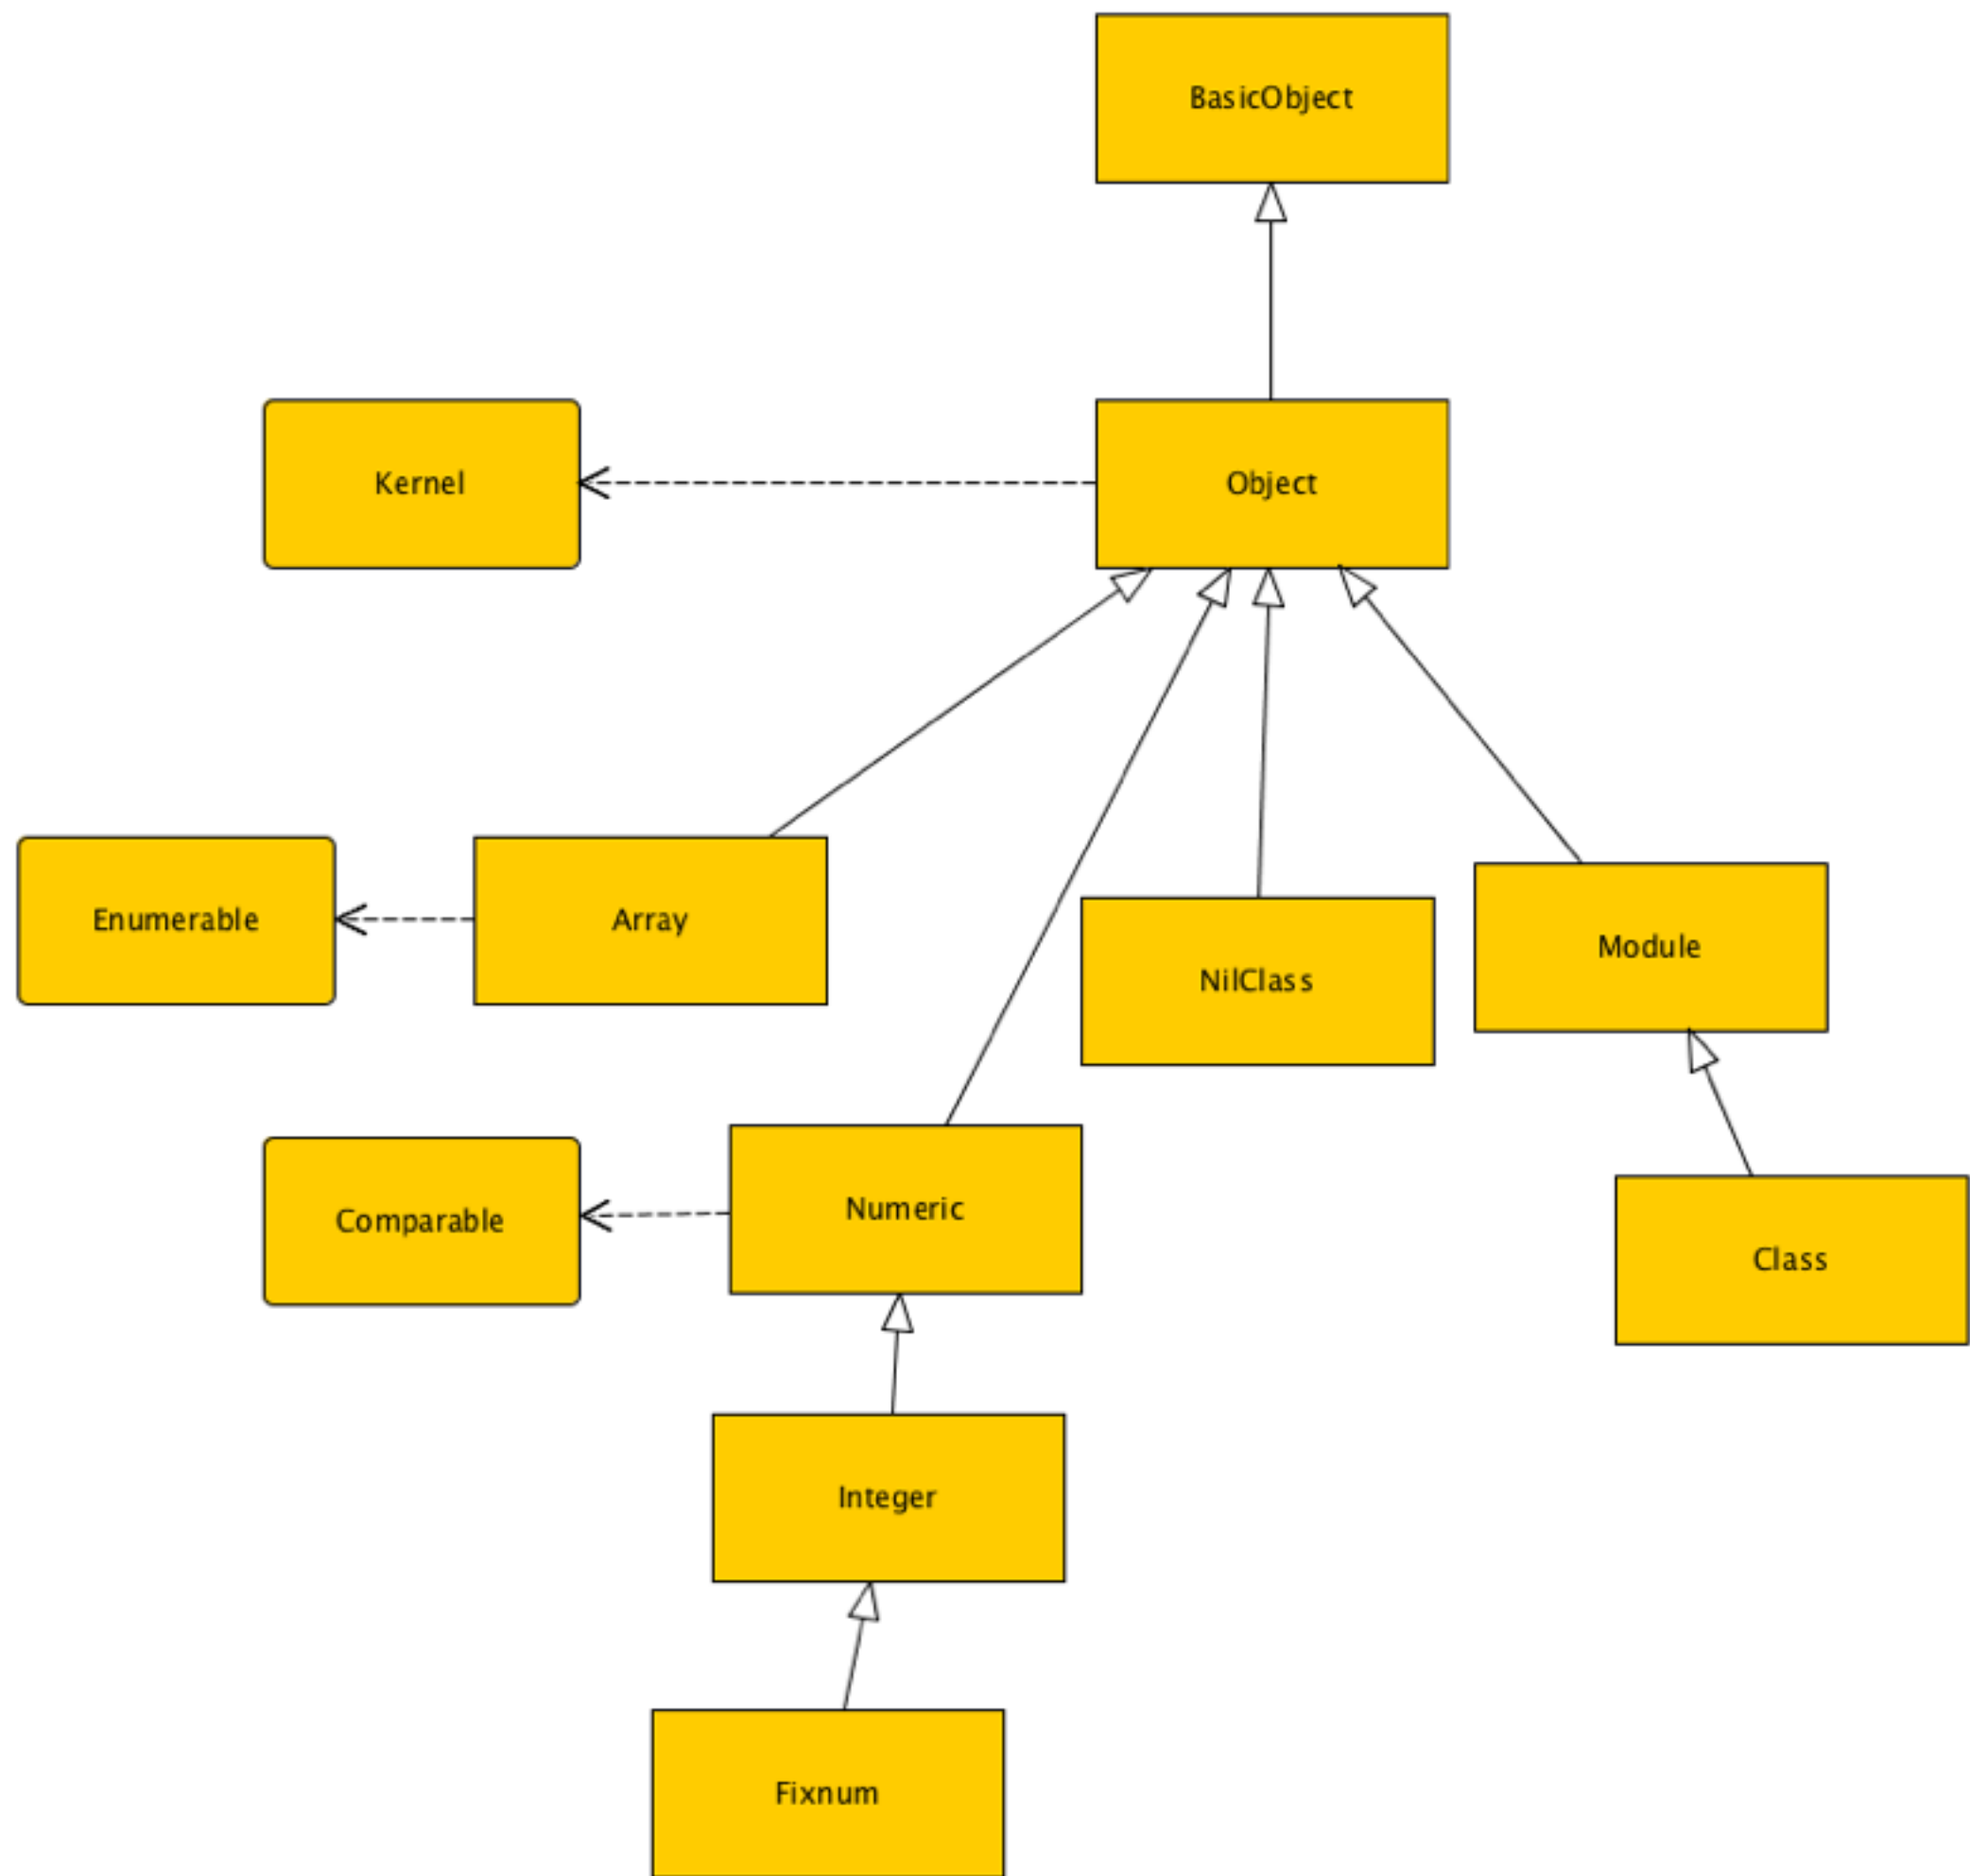 BasicObject
Kernel
Object
Enumerable
Array
NilClass
Module
Comparable
Numeric
Class
Integer
Fixnum